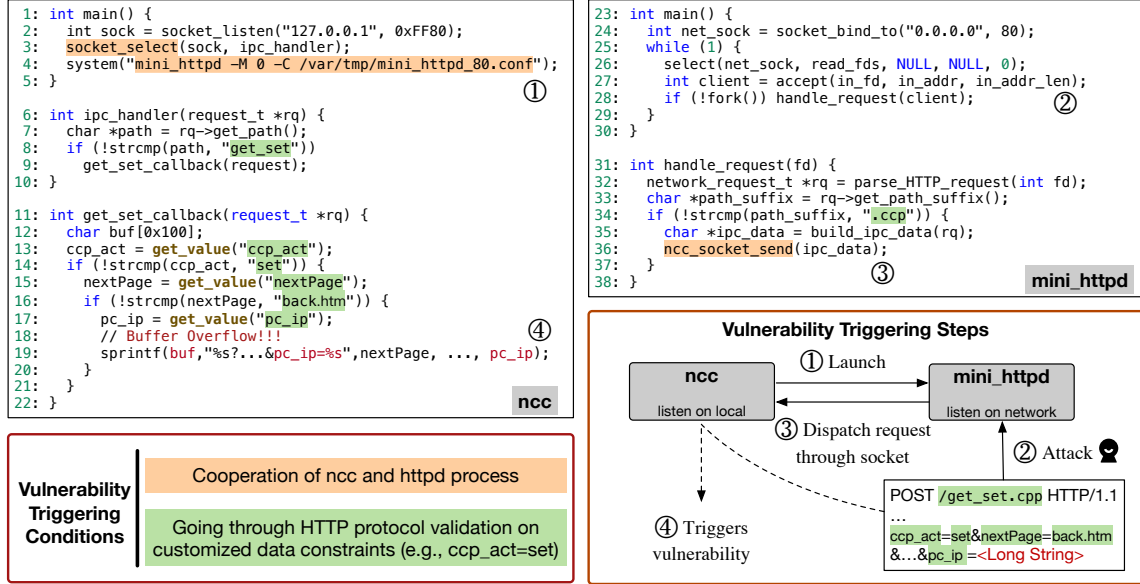 1: int main() {
2: int sock = socket_listen("127.0.0.1", 0xFF80);
3: socket_select(sock, ipc_handler);
4: system("mini_httpd -M 0 -C /var/tmp/mini_httpd_80.conf");
5: }
①
6: int ipc_handler(request_t *rq) {
7: char *path = rq->get_path();
8: if (!strcmp(path, "get_set"))
9: get_set_callback(request);
10: }
11: int get_set_callback(request_t *rq) {
12: char buf[0x100];
13: ccp_act = get_value("ccp_act");
14: if (!strcmp(ccp_act, "set")) {
15: nextPage = get_value("nextPage");
16: if (!strcmp(nextPage, "back.htm")) {
17: pc_ip = get_value("pc_ip");
18: // Buffer Overflow!!!
④
19: sprintf(buf,"%s?...&pc_ip=%s",nextPage, ..., pc_ip);
20: }
21: }
22: }
ncc
23: int main() {
24: int net_sock = socket_bind_to("0.0.0.0", 80);
25: while (1) {
26: select(net_sock, read_fds, NULL, NULL, 0);
27: int client = accept(in_fd, in_addr, in_addr_len);
28: if (!fork()) handle_request(client);
②
29: }
30: }
31: int handle_request(fd) {
32: network_request_t *rq = parse_HTTP_request(int fd);
33: char *path_suffix = rq->get_path_suffix();
34: if (!strcmp(path_suffix, ".ccp")) {
35: char *ipc_data = build_ipc_data(rq);
36: ncc_socket_send(ipc_data);
37: }
③
38: }
mini_httpd
Vulnerability
Triggering
Conditions
Cooperation of ncc and httpd process
Going through HTTP protocol validation on
customized data constraints (e.g., ccp_act=set)
Vulnerability Triggering Steps
ncc
listen on local
① Launch
mini_httpd
listen on network
③ Dispatch request
through socket
② Attack
④ Triggers
vulnerability
POST /get_set.cpp HTTP/1.1
...
ccp_act=set&nextPage=back.htm
&...&pc_ip =<Long String>